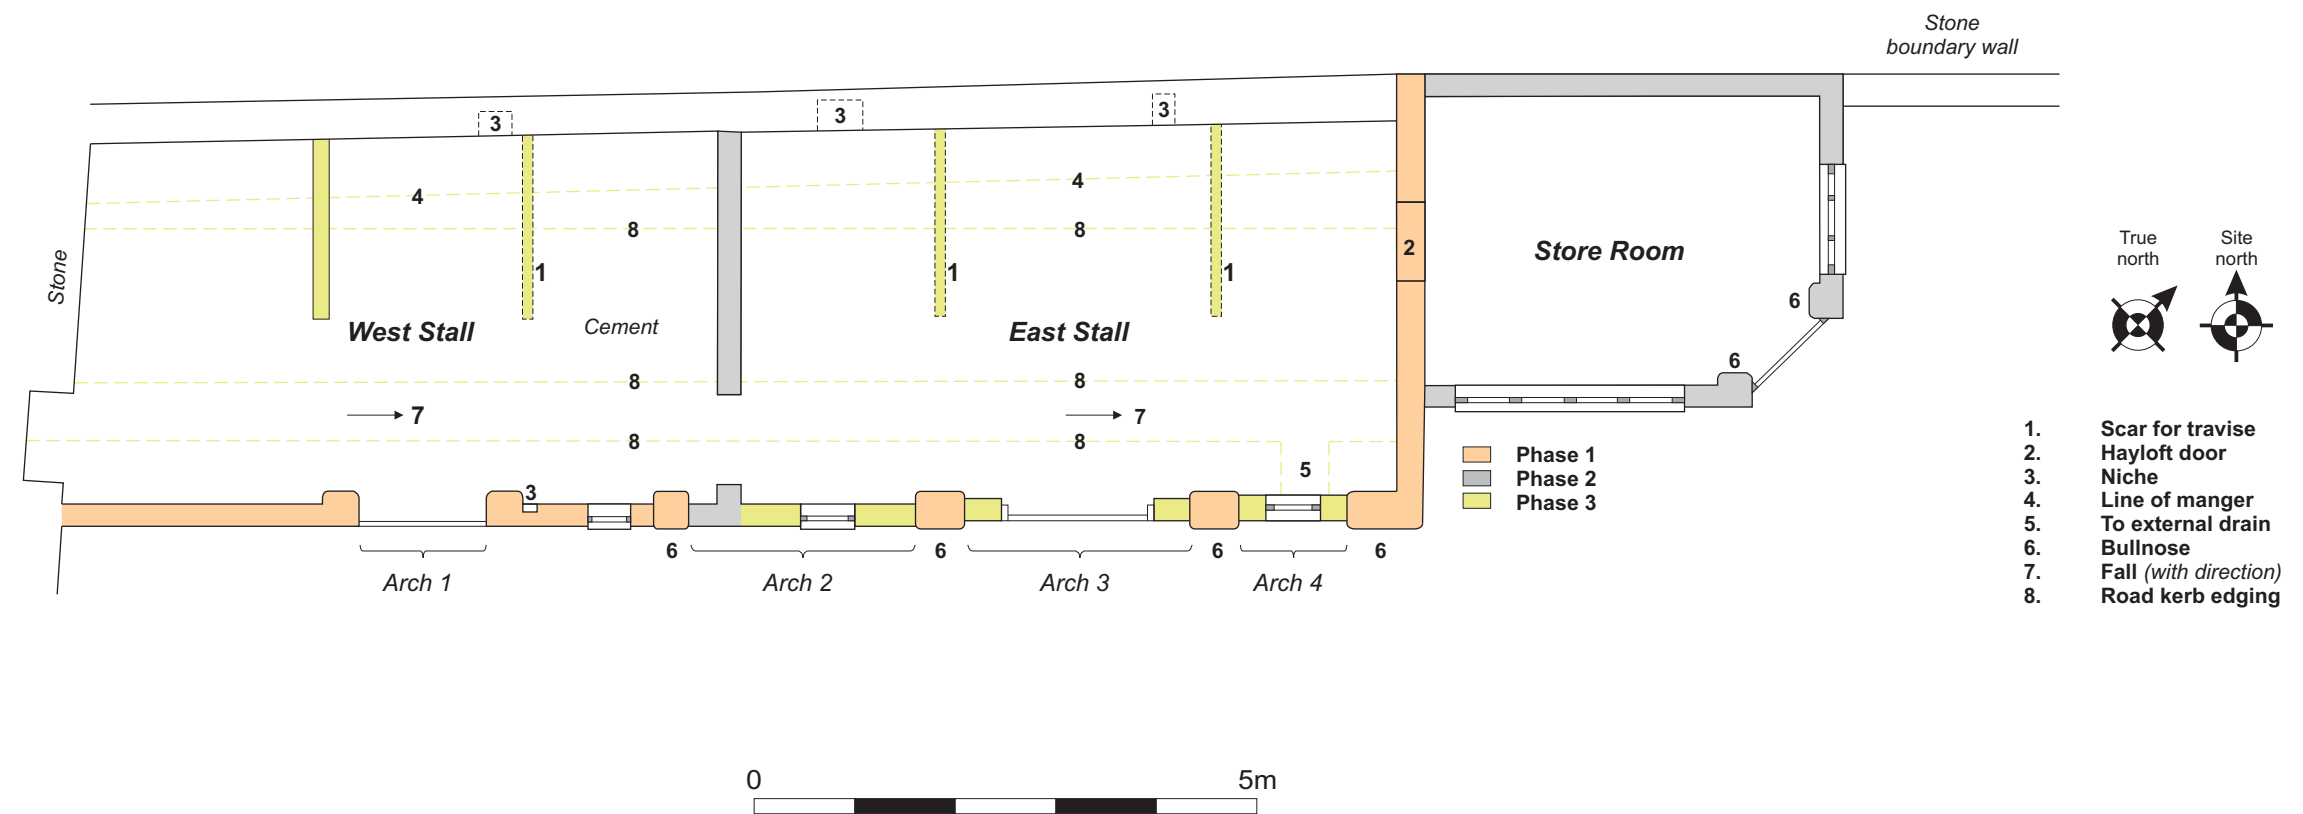 Stone
boundary wall
3
3
3
4
4
8
8
2
1
1
1
Stone
West Stall
Cement
East Stall
Store Room
6
6
True
north
Site
north
8
8
7
7
8
8
5
3
6
6
6
6
Arch 1
Arch 2
Arch 3
Arch 4
Phase 1
Phase 2
Phase 3
1. Scar for travise
2. Hayloft door
3. Niche
4. Line of manger
5. To external drain
6. Bullnose
7. Fall (with direction)
8. Road kerb edging
0
5m